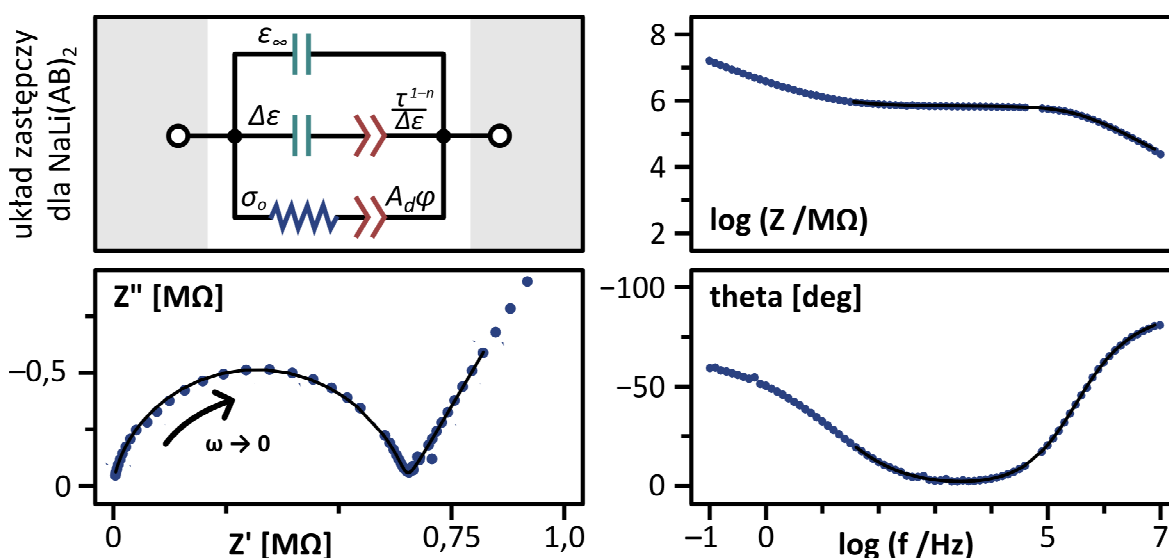 układ zastępczy
dla NaLi(AB)₂
ε∞
Δε
τ¹⁻ⁿ
Δε
σₒ
A_dφ
8
6
4
2
log (Z /MΩ)
Z" [MΩ]
−0,5
0
ω → 0
0
0,75
1,0
Z' [MΩ]
theta [deg]
−100
−50
0
−1
0
5
7
log (f /Hz)